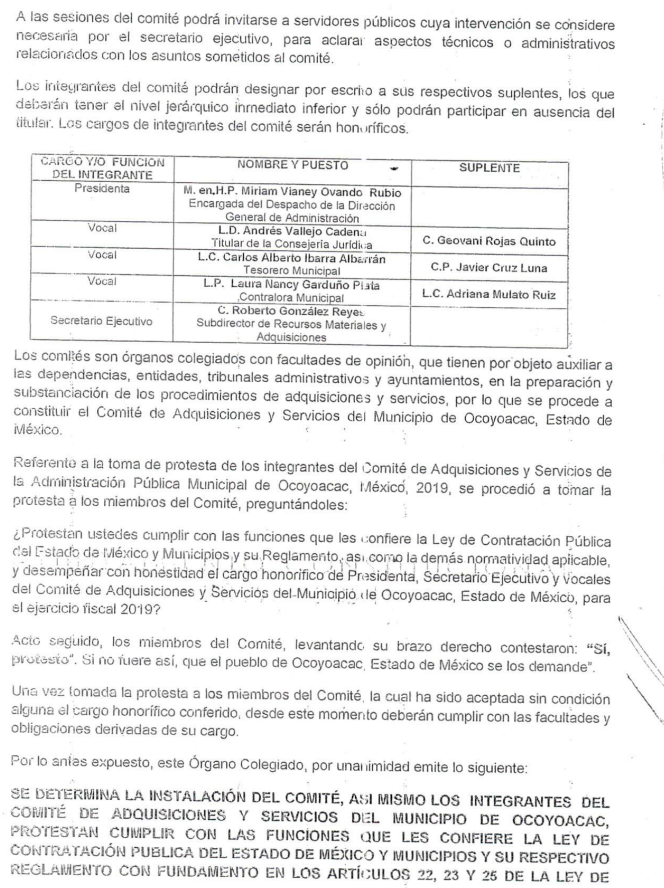 A las sesiones del comité podrá invitarse a servidores públicos cuya intervención se considere
necesaria por el secretario ejecutivo, para aclarar aspectos técnicos o administrativos
relacionados con los asuntos sometidos al comité.
Los integrantes del comité podrán designar por escrito a sus respectivos suplentes, los que
deberán tener el nivel jerárquico inmediato inferior y sólo podrán participar en ausencia del
titular. Los cargos de integrantes del comité serán honoríficos.
CARGO Y/O FUNCION DEL INTEGRANTE | NOMBRE Y PUESTO | SUPLENTE
Presidenta | M. en.H.P. Miriam Vianey Ovando Rubio
Encargada del Despacho de la Dirección
General de Administración
Vocal | L.D. Andrés Vallejo Cadena
Titular de la Consejería Jurídica | C. Geovani Rojas Quinto
Vocal | L.C. Carlos Alberto Ibarra Albarrán
Tesorero Municipal | C.P. Javier Cruz Luna
Vocal | L.P. Laura Nancy Garduño Plata
Contralora Municipal | L.C. Adriana Mulato Ruiz
Secretario Ejecutivo | C. Roberto González Reyes
Subdirector de Recursos Materiales y
Adquisiciones
Los comités son órganos colegiados con facultades de opinión, que tienen por objeto auxiliar a
las dependencias, entidades, tribunales administrativos y ayuntamientos, en la preparación y
substanciación de los procedimientos de adquisiciones y servicios, por lo que se procede a
constituir el Comité de Adquisiciones y Servicios del Municipio de Ocoyoacac, Estado de
México.
Referente a la toma de protesta de los integrantes del Comité de Adquisiciones y Servicios de
la Administración Pública Municipal de Ocoyoacac, México, 2019, se procedió a tomar la
protesta a los miembros del Comité, preguntándoles:
¿Protestan ustedes cumplir con las funciones que les confiere la Ley de Contratación Pública
del Estado de México y Municipios y su Reglamento, así como la demás normatividad aplicable,
y desempeñar con honestidad el cargo honorífico de Presidenta, Secretario Ejecutivo y Vocales
del Comité de Adquisiciones y Servicios del Municipio de Ocoyoacac, Estado de México, para
el ejercicio fiscal 2019?
Acto seguido, los miembros del Comité, levantando su brazo derecho contestaron: "Sí,
protesto". Si no fuere así, que el pueblo de Ocoyoacac, Estado de México se los demande".
Una vez tomada la protesta a los miembros del Comité, la cual ha sido aceptada sin condición
alguna el cargo honorífico conferido, desde este momento deberán cumplir con las facultades y
obligaciones derivadas de su cargo.
Por lo antes expuesto, este Órgano Colegiado, por unanimidad emite lo siguiente:
SE DETERMINA LA INSTALACIÓN DEL COMITÉ, ASI MISMO LOS INTEGRANTES DEL
COMITÉ DE ADQUISICIONES Y SERVICIOS DEL MUNICIPIO DE OCOYOACAC,
PROTESTAN CUMPLIR CON LAS FUNCIONES QUE LES CONFIERE LA LEY DE
CONTRATACIÓN PUBLICA DEL ESTADO DE MÉXICO Y MUNICIPIOS Y SU RESPECTIVO
REGLAMENTO CON FUNDAMENTO EN LOS ARTÍCULOS 22, 23 Y 25 DE LA LEY DE